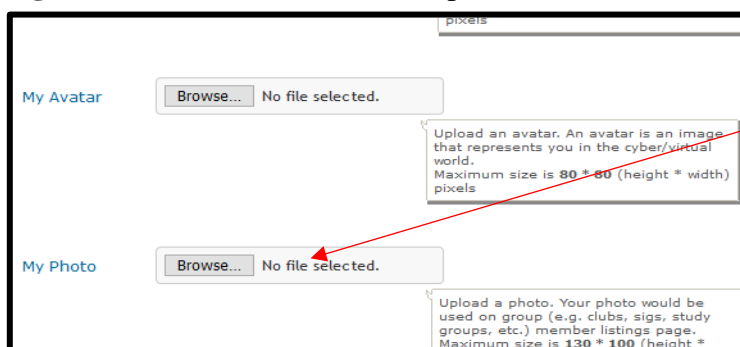 pixels
My Avatar
Browse... No file selected.
Upload an avatar. An avatar is an image
that represents you in the cyber/virtual
world.
Maximum size is 80 * 80 (height * width)
pixels
My Photo
Browse... No file selected.
Upload a photo. Your photo would be
used on group (e.g. clubs, sigs, study
groups, etc.) member listings page.
Maximum size is 130 * 100 (height *